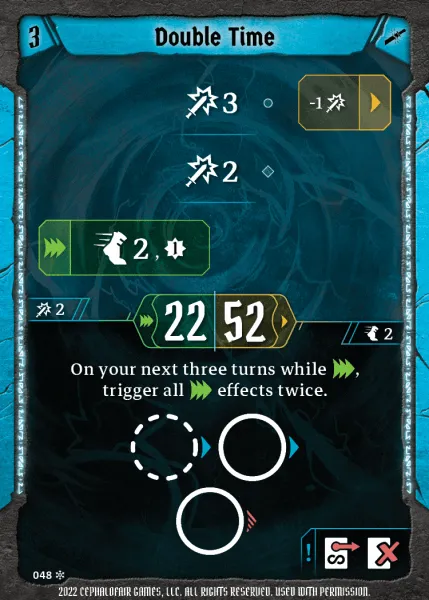 3 Double Time
3 -1
2
2, 1
2 22 52 2
On your next three turns while ,
trigger all effects twice.
!
048
2022 CEPHALOFAIR GAMES, LLC. ALL RIGHTS RESERVED. USED WITH PERMISSION.